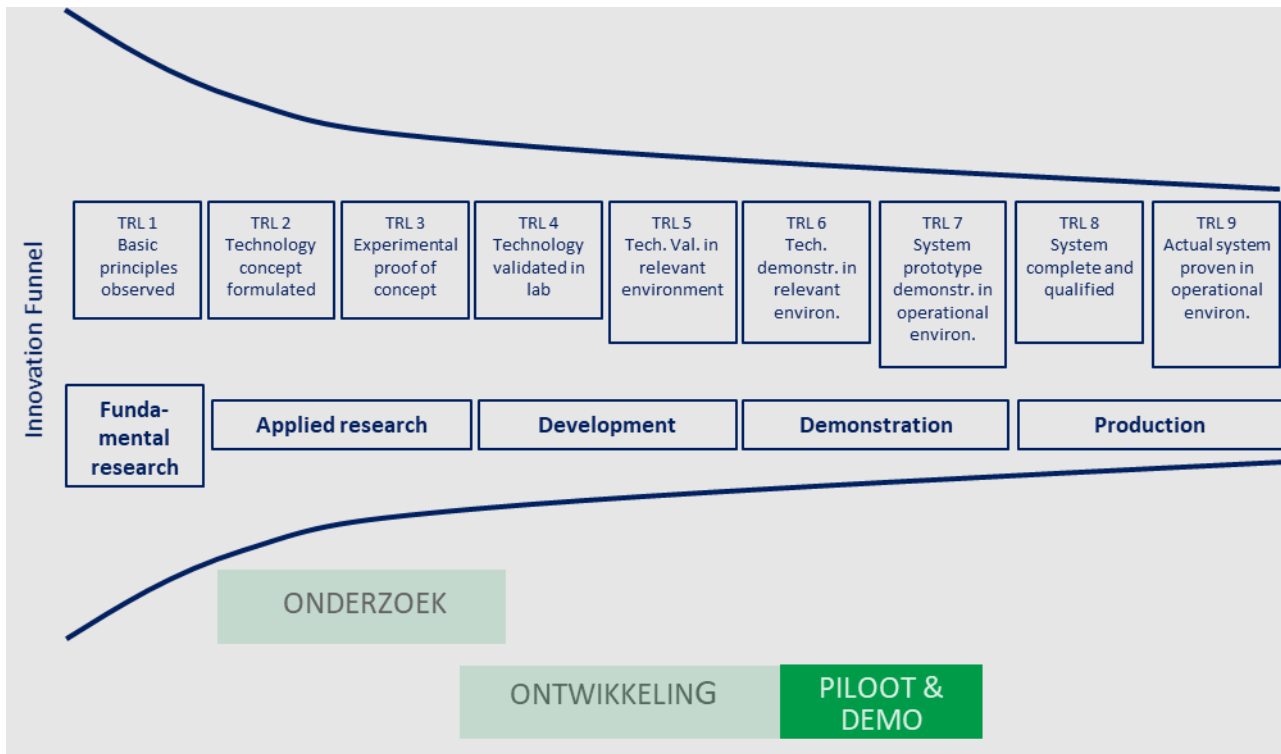 Innovation Funnel
TRL 1
Basic
principles
observed
TRL 2
Technology
concept
formulated
TRL 3
Experimental
proof of
concept
TRL 4
Technology
validated in
lab
TRL 5
Tech. Val. in
relevant
environment
TRL 6
Tech.
demonstr. in
relevant
environ.
TRL 7
System
prototype
demonstr. in
operational
environ.
TRL 8
System
complete and
qualified
TRL 9
Actual system
proven in
operational
environ.
Funda-
mental
research
Applied research
Development
Demonstration
Production
ONDERZOEK
ONTWIKKELING
PILOOT &
DEMO